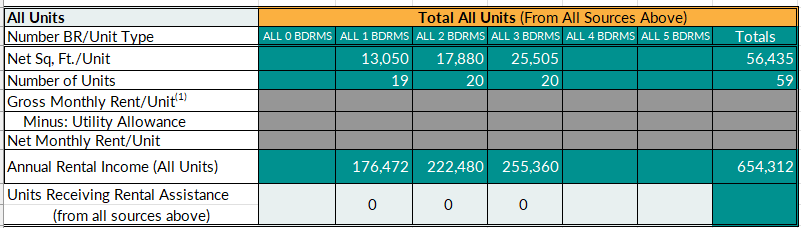 All Units Total All Units (From All Sources Above)
Number BR/Unit Type ALL 0 BDRMS ALL 1 BDRMS ALL 2 BDRMS ALL 3 BDRMS ALL 4 BDRMS ALL 5 BDRMS Totals
Net Sq, Ft./Unit 13,050 17,880 25,505 56,435
Number of Units 19 20 20 59
Gross Monthly Rent/Unit(1)
Minus: Utility Allowance
Net Monthly Rent/Unit
Annual Rental Income (All Units) 176,472 222,480 255,360 654,312
Units Receiving Rental Assistance
(from all sources above) 0 0 0